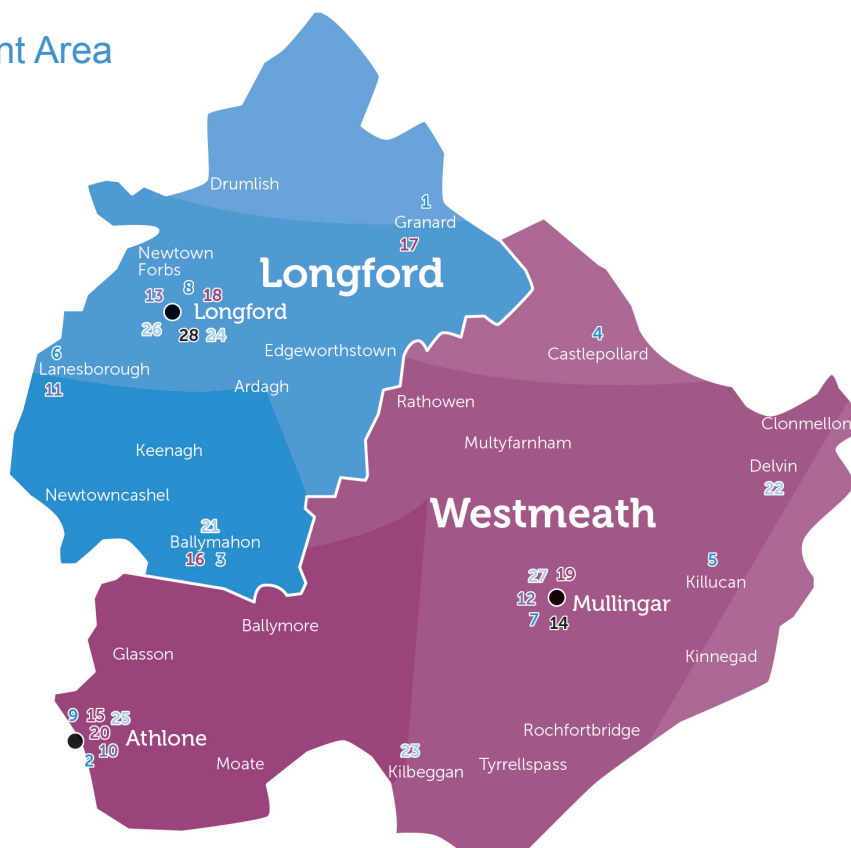 nt Area
Drumlish
1
Granard
17
Newtown
Forbs
Longford
8
13
18
Longford
26
28
24
4
Castlepollard
6
Lanesborough
11
Edgeworthstown
Ardagh
Rathowen
Clonmellon
Multyfarnham
Keenagh
Delvin
22
Newtowncashel
Westmeath
21
Ballymahon
16
3
5
Killucan
27
19
12
Mullingar
7
14
Ballymore
Glasson
Kinnegad
9
15
25
20
Athlone
10
2
Rochfortbridge
23
Kilbeggan
Moate
Tyrrellspass